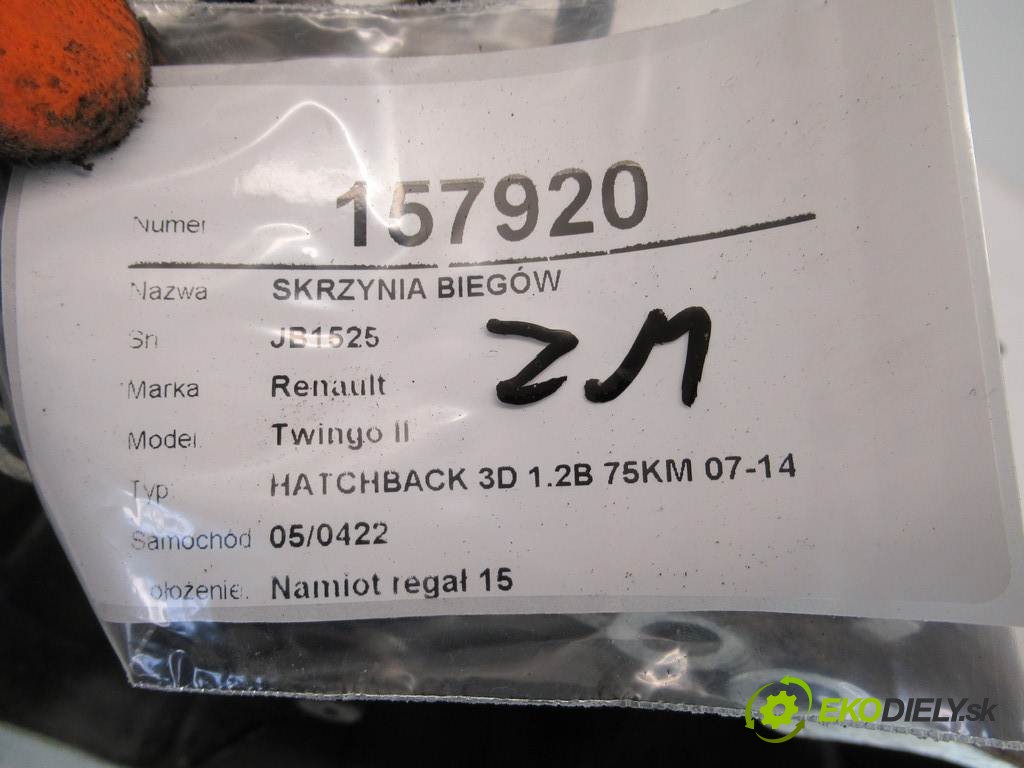 Numer 157920
Nazwa SKRZYNIA BIEGÓW
Sn JB1525
Marka Renault
Model Twingo II
Typ HATCHBACK 3D 1.2B 75KM 07-14
Samochód 05/0422
ołożenie. Namiot regał 15
ZM
EKODIELY.sk